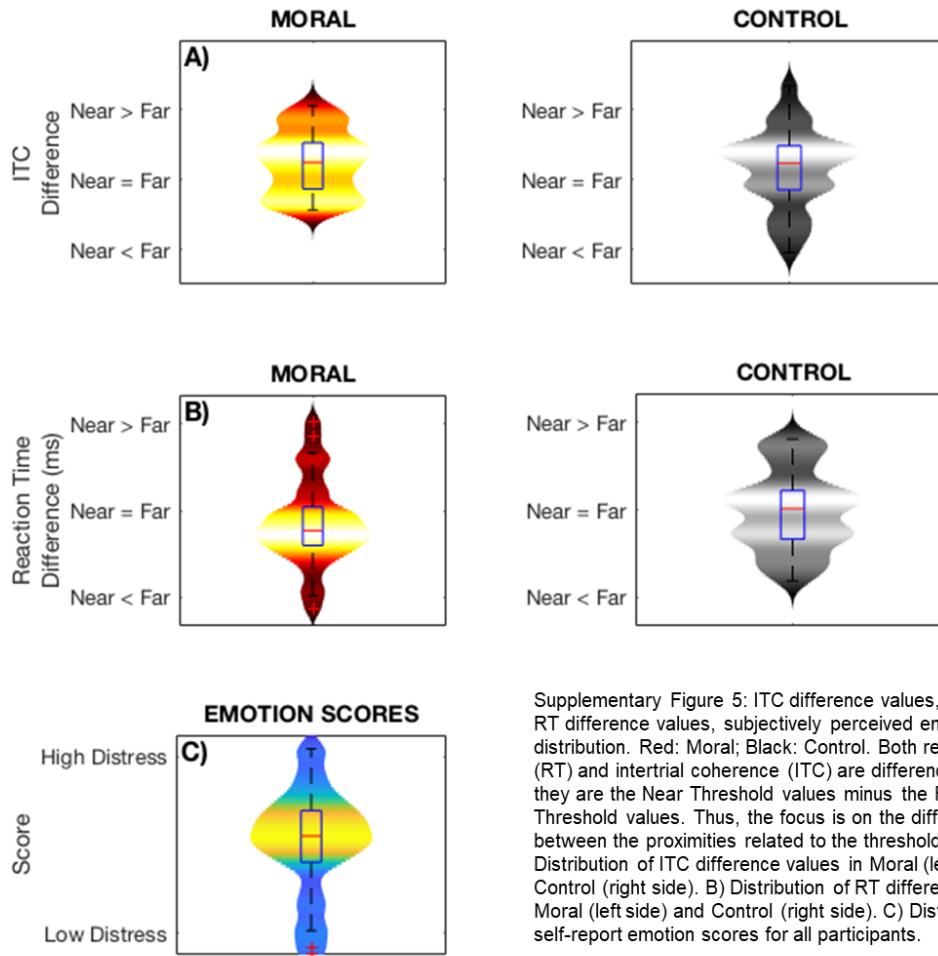 MORAL
CONTROL
A)
ITC
Difference
Near > Far
Near = Far
Near < Far
Near > Far
Near = Far
Near < Far
MORAL
CONTROL
B)
Reaction Time
Difference (ms)
Near > Far
Near = Far
Near < Far
Near > Far
Near = Far
Near < Far
EMOTION SCORES
C)
Score
High Distress
Low Distress
Supplementary Figure 5: ITC difference values,
RT difference values, subjectively perceived
distribution. Red: Moral; Black: Control. Both
(RT) and intertrial coherence (ITC) are
they are the Near Threshold values minus the
Threshold values. Thus, the focus is on the
between the proximities related to the threshold
Distribution of ITC difference values in Moral
Control (right side). B) Distribution of RT
Moral (left side) and Control (right side). C)
self-report emotion scores for all participants.